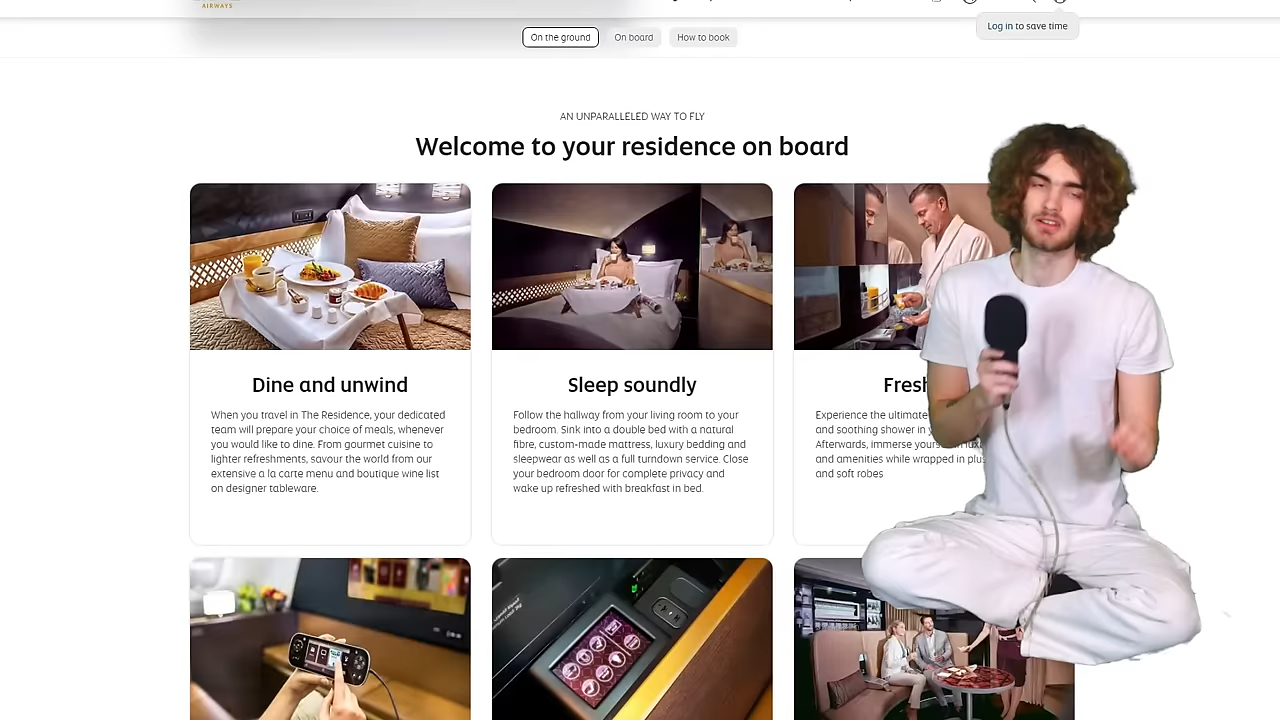 AIRWAYS
Log in to save time
On the ground
On board
How to book
AN UNPARALLELED WAY TO FLY
Welcome to your residence on board
Dine and unwind
When you travel in The Residence, your dedicated
team will prepare your choice of meals, whenever
you would like to dine. From gourmet cuisine to
lighter refreshments, savour the world from our
extensive a la carte menu and boutique wine list
on designer tableware.
Sleep soundly
Follow the hallway from your living room to your
bedroom. Sink into a double bed with a natural
fibre, custom-made mattress, luxury bedding and
sleepwear as well as a full turndown service. Close
your bedroom door for complete privacy and
wake up refreshed with breakfast in bed.
Fresh
Experience the ultimate
and soothing shower in
Afterwards, immerse
and amenities while wrapped in
and soft robes